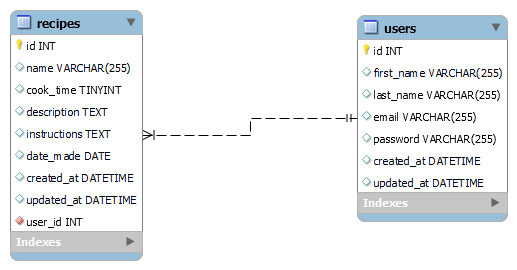 recipes
id INT
name VARCHAR(255)
cook_time TINYINT
description TEXT
instructions TEXT
date_made DATE
created_at DATETIME
updated_at DATETIME
user_id INT
Indexes
users
id INT
first_name VARCHAR(255)
last_name VARCHAR(255)
email VARCHAR(255)
password VARCHAR(255)
created_at DATETIME
updated_at DATETIME
Indexes